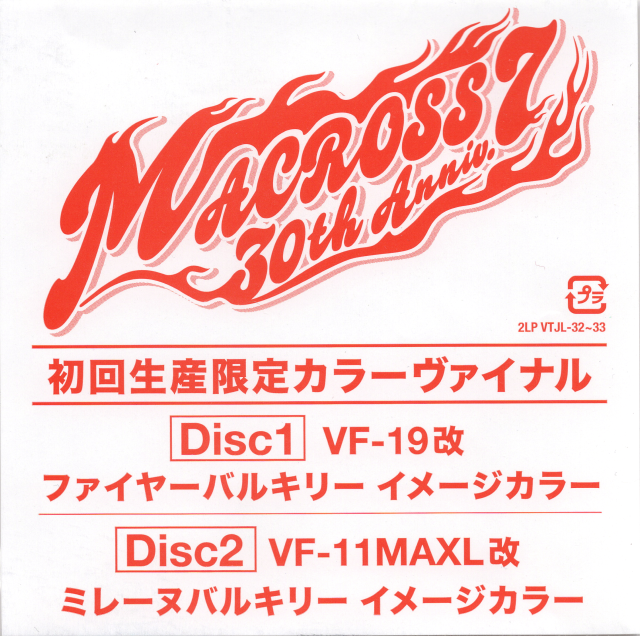 MACROSS 7
30th Anniv.
プラ
2LP VTJL-32~33
初回生産限定カラーヴァイナル
Disc1 VF-19改
ファイヤーバルキリー イメージカラー
Disc2 VF-11MAXL改
ミレーヌバルキリー イメージカラー